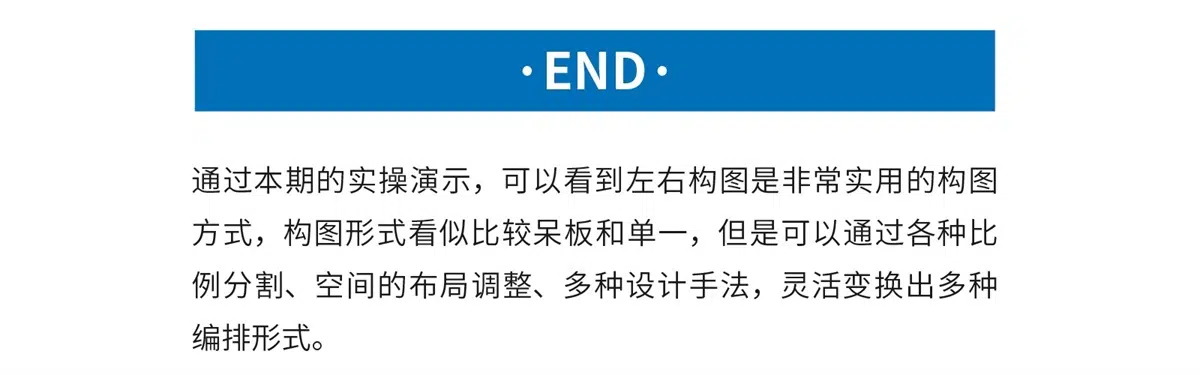 ·END·
通过本期的实操演示，可以看到左右构图是非常实用的构图
方式，构图形式看似比较呆板和单一，但是可以通过各种比
例分割、空间的布局调整、多种设计手法，灵活变换出多种
编排形式。